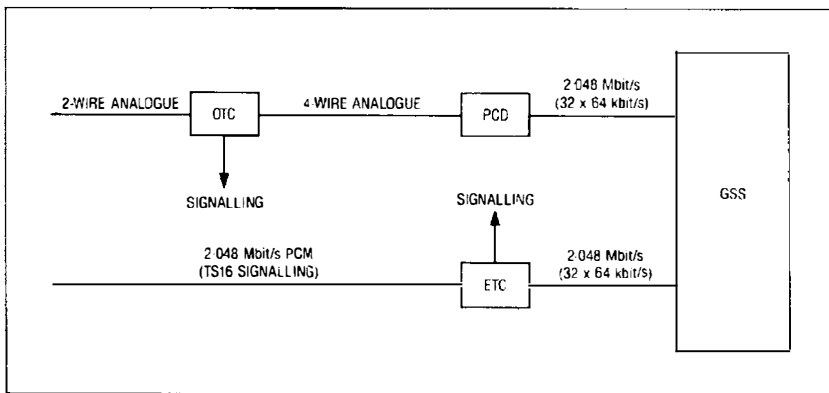 2-WIRE ANALOGUE
OTC
4-WIRE ANALOGUE
PCD
2·048 Mbit/s
(32 x 64 kbit/s)
GSS
SIGNALLING
SIGNALLING
2·048 Mbit/s PCM
(TS16 SIGNALLING)
ETC
2·048 Mbit/s
(32 x 64 kbit/s)